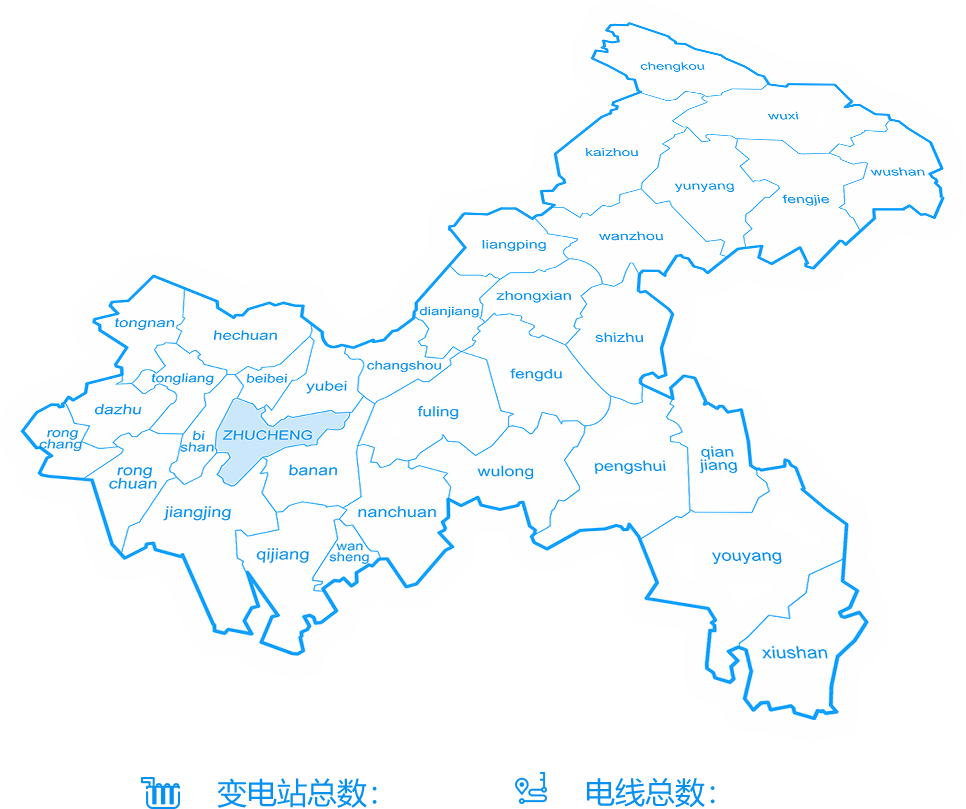 chengkou
wuxi
kaizhou
wushan
yunyang
fengjie
wanzhou
liangping
zhongxian
dianjiang
tongnan
hechuan
shizhu
changshou
fengdu
tongliang
beibei
yubei
dazhu
fuling
rong
chang
bi
shan
ZHUCHENG
qian
jiang
pengshui
rong
chuan
banan
wulong
jiangjing
nanchuan
qijiang
wan
sheng
youyang
xiushan
变电站总数：
电线总数：